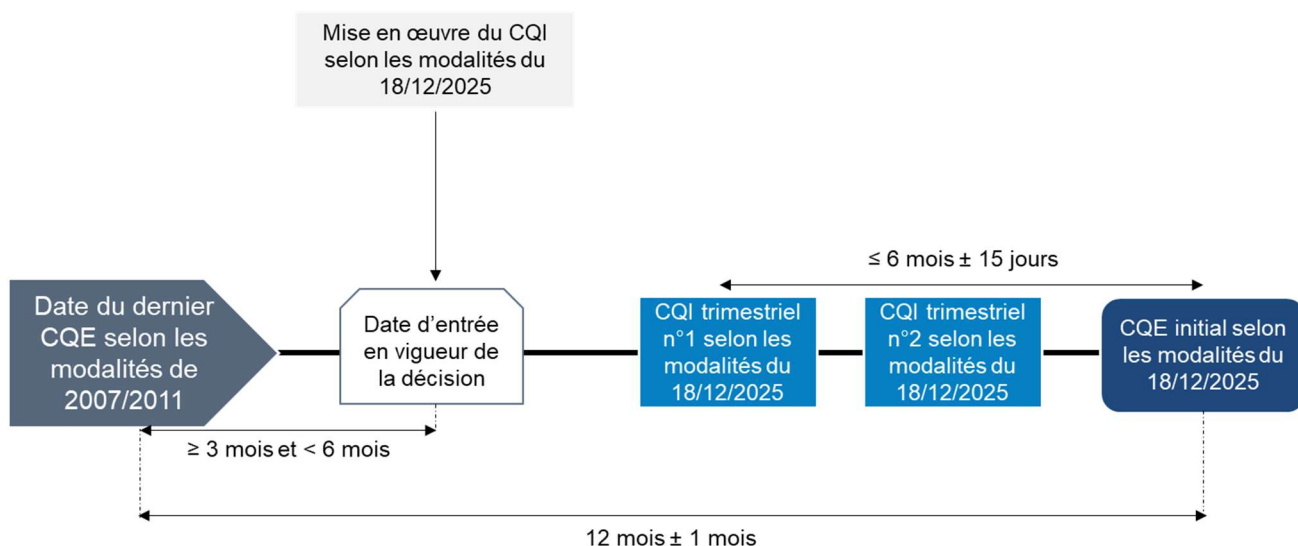 Mise en œuvre du CQI
selon les modalités du
18/12/2025
≤ 6 mois ± 15 jours
Date du dernier
CQE selon les
modalités de
2007/2011
Date d'entrée
en vigueur de
la décision
CQI trimestriel
n°1 selon les
modalités du
18/12/2025
CQI trimestriel
n°2 selon les
modalités du
18/12/2025
CQE initial selon
les modalités du
18/12/2025
≥ 3 mois et < 6 mois
12 mois ± 1 mois